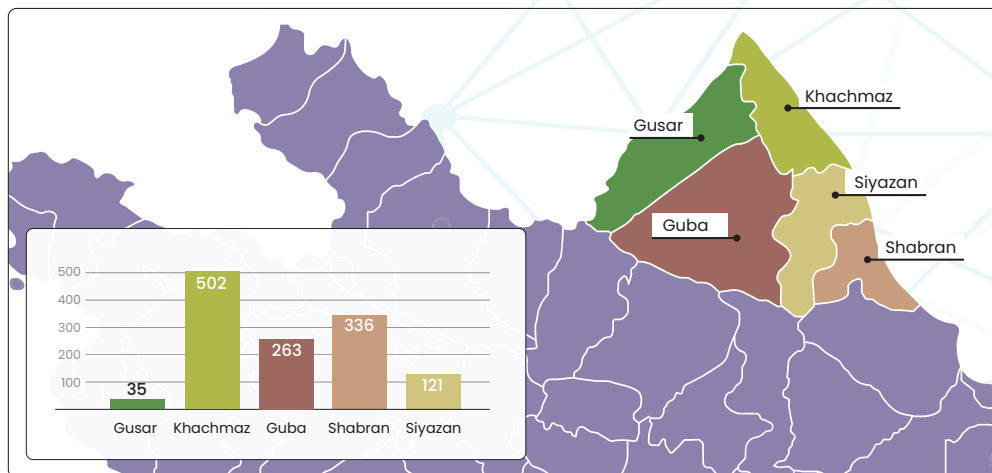 Khachmaz
Gusar
Siyazan
Guba
Shabran
500
400
300
200
100
35
502
263
336
121
Gusar
Khachmaz
Guba
Shabran
Siyazan